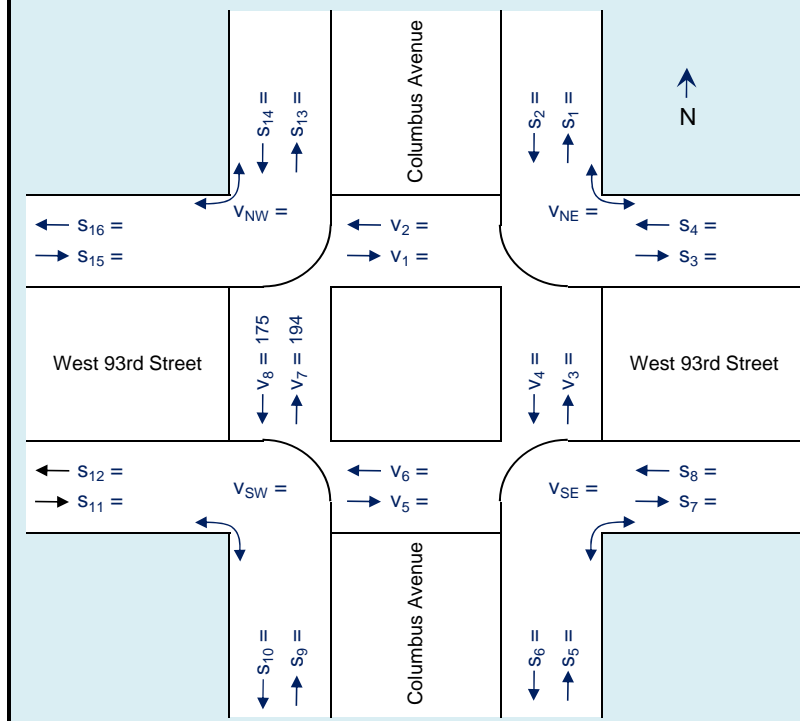 Columbus Avenue
s14 =
s13 =
s2 =
s1 =
N
vNW =
vNE =
s16 =
s15 =
v2 =
v1 =
s4 =
s3 =
West 93rd Street
v8 = 175
v7 = 194
v4 =
v3 =
West 93rd Street
s12 =
s11 =
vSW =
v6 =
v5 =
vSE =
s8 =
s7 =
s10 =
s9 =
Columbus Avenue
s6 =
s5 =